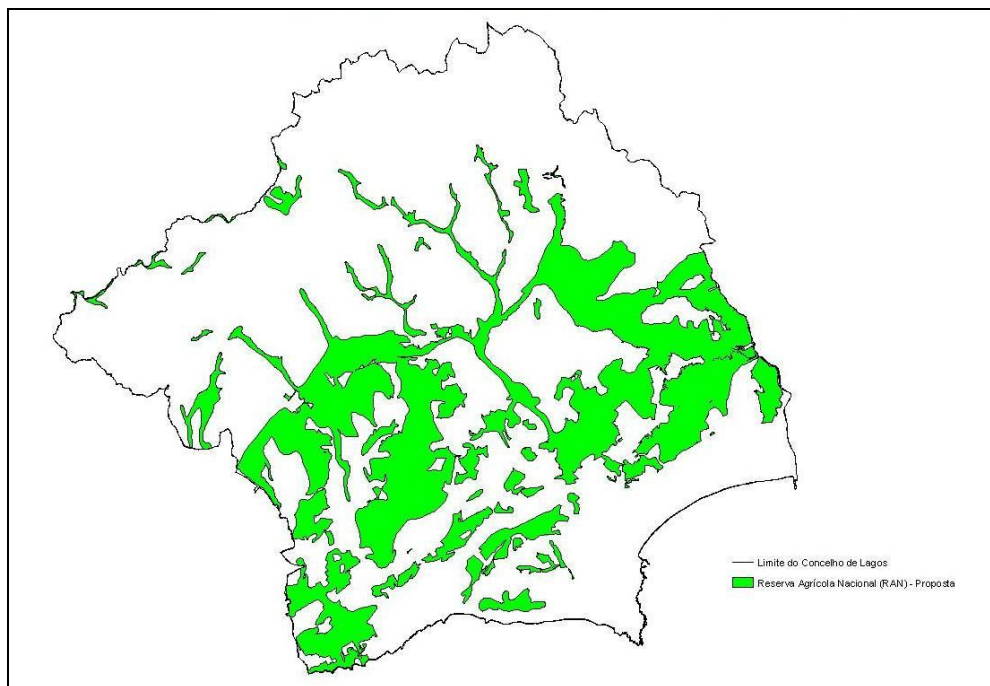 Limite do Concelho de Lagos
Reserva Agrícola Nacional (RAN) - Proposta